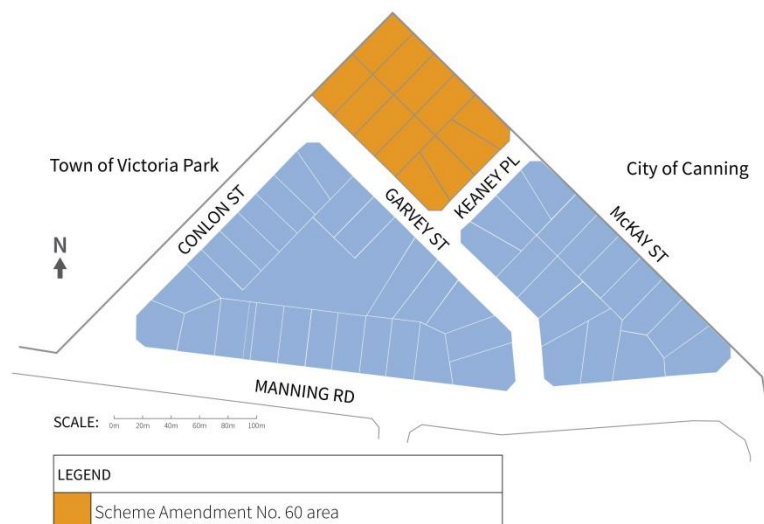 Town of Victoria Park
City of Canning
KEANEY PL
CONLON ST
GARVEY ST
McKAY ST
N
MANNING RD
SCALE: 0m 20m 40m 60m 80m 100m
LEGEND
Scheme Amendment No. 60 area